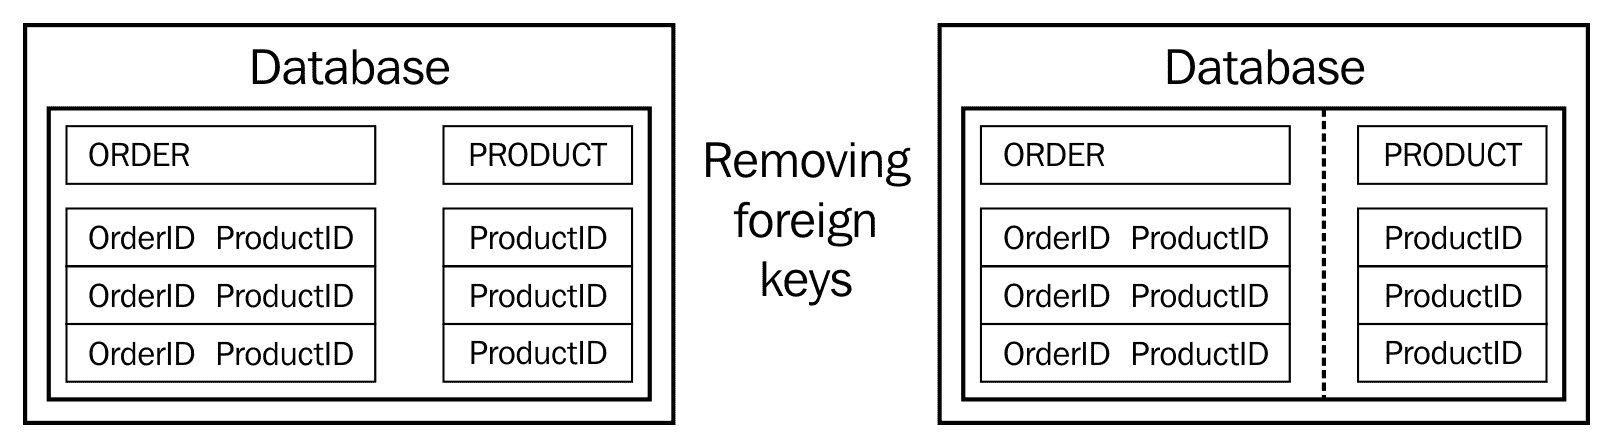 Database
ORDER
PRODUCT
OrderID ProductID
ProductID
OrderID ProductID
ProductID
OrderID ProductID
ProductID
Removing
foreign
keys
Database
ORDER
PRODUCT
OrderID ProductID
ProductID
OrderID ProductID
ProductID
OrderID ProductID
ProductID